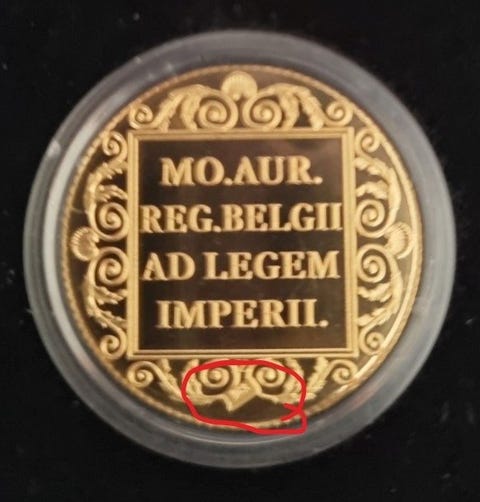 MO.AUR.
REG.BELGII
AD LEGEM
IMPERII.